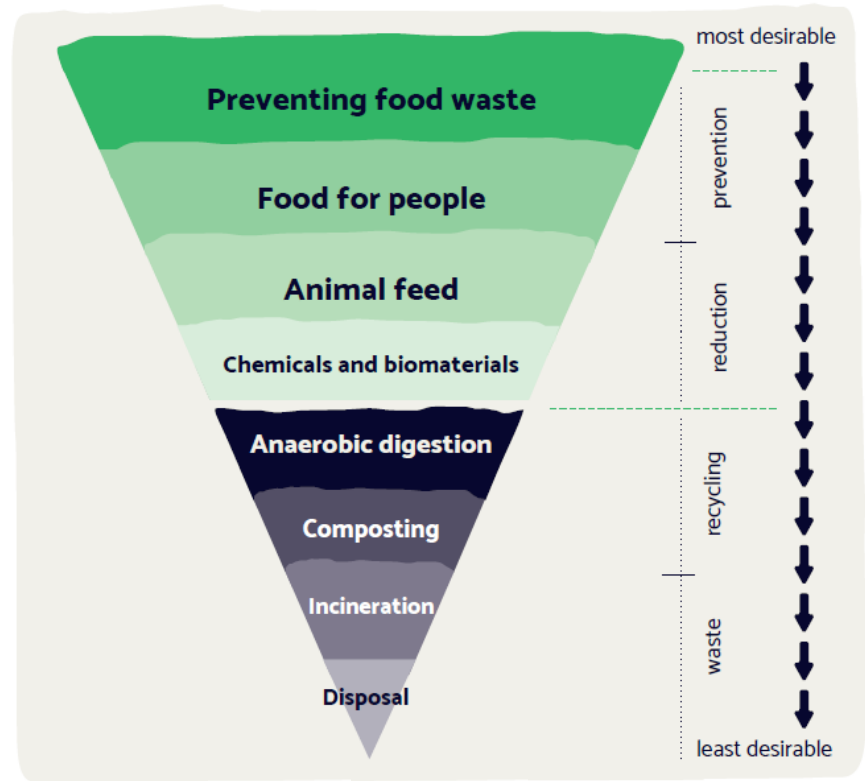 most desirable
Preventing food waste
prevention
Food for people
Animal feed
reduction
Chemicals and biomaterials
Anaerobic digestion
recycling
Composting
Incineration
waste
Disposal
least desirable